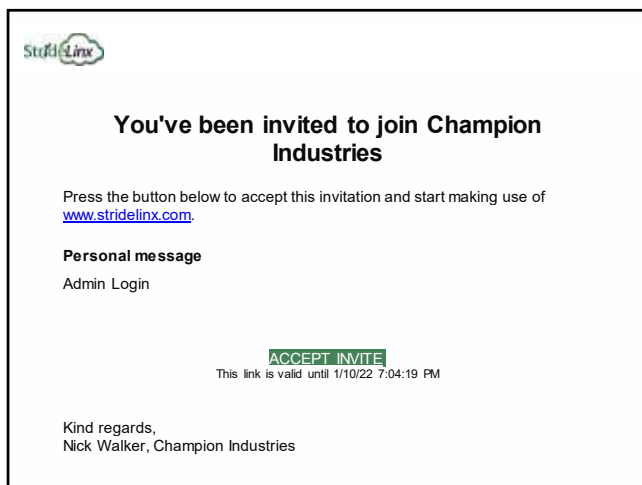 StrideLinx
You've been invited to join Champion
Industries
Press the button below to accept this invitation and start making use of
www.stridelinx.com.
Personal message
Admin Login
ACCEPT INVITE
This link is valid until 1/10/22 7:04:19 PM
Kind regards,
Nick Walker, Champion Industries